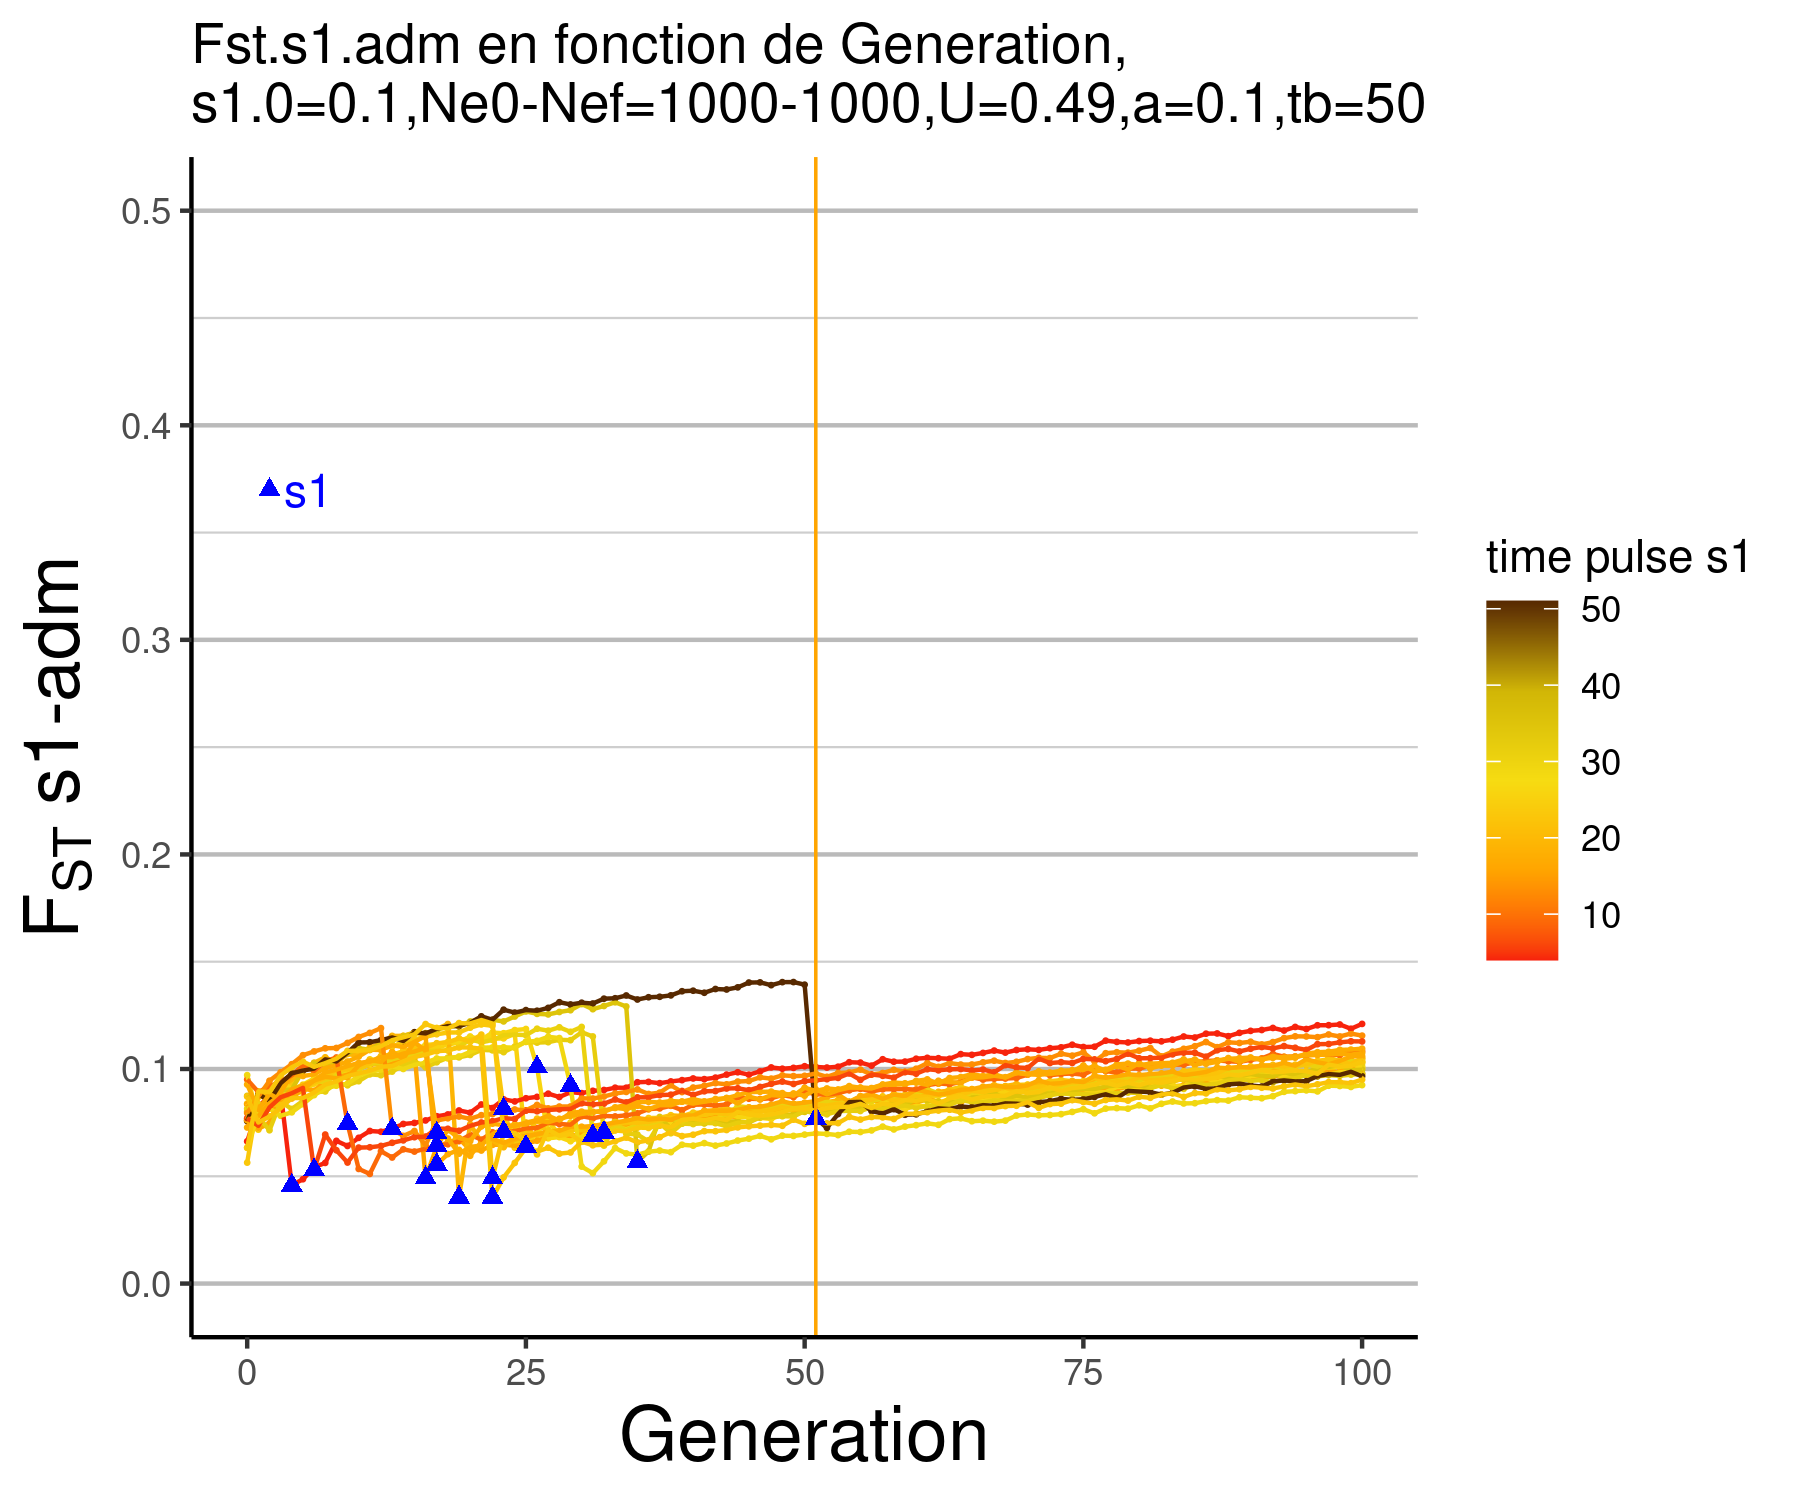 Fst.s1.adm en fonction de Generation,
s1.0=0.1,Ne0-Nef=1000-1000,U=0.49,a=0.1,tb=50
0.5
0.4
0.3
0.2
0.1
0.0
FST s1-adm
s1
0 25 50 75 100
Generation
time pulse s1
50
40
30
20
10